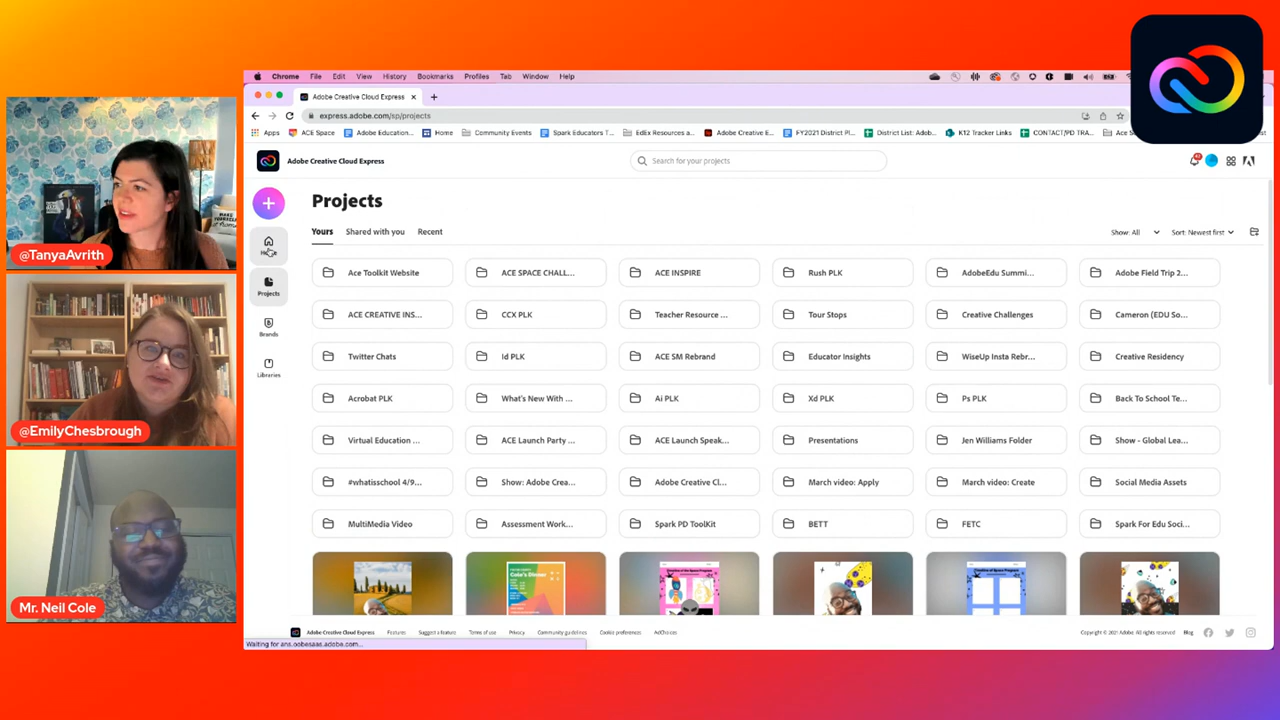 @TanyaAvrith
@EmilyChesbrough
Mr. Neil Cole
Chrome File Edit View History Bookmarks Profiles Tab Window Help
Adobe Creative Cloud Express
express.adobe.com/sp/projects
Apps ACE Space Adobe Education... Home Community Events Spark Educators T... EdEx Resources a... Adobe Creative E... FY2021 District Pl... District List: Adob... K12 Tracker Links CONTACT/PD TRA...
Adobe Creative Cloud Express
Search for your projects
Home
Projects
Brands
Libraries
Projects
Yours Shared with you Recent
Show: All Sort: Newest first
Ace Toolkit Website ACE SPACE CHALL... ACE INSPIRE Rush PLK AdobeEdu Summi... Adobe Field Trip 2...
ACE CREATIVE INS... CCX PLK Teacher Resource ... Tour Stops Creative Challenges Cameron (EDU So...
Twitter Chats Id PLK ACE SM Rebrand Educator Insights WiseUp Insta Rebr... Creative Residency
Acrobat PLK What's New With ... Ai PLK Xd PLK Ps PLK Back To School Te...
Virtual Education ... ACE Launch Party ... ACE Launch Speak... Presentations Jen Williams Folder Show - Global Lea...
#whatisschool 4/9... Show: Adobe Crea... Adobe Creative Cl... March video: Apply March video: Create Social Media Assets
MultiMedia Video Assessment Work... Spark PD ToolKit BETT FETC Spark For Edu Soci...
Cole's Dinner
Adobe Creative Cloud Express Features Suggest a feature Terms of use Privacy Community guidelines Cookie preferences AdChoices
Copyright © 2021 Adobe. All rights reserved Blog
Waiting for ans.oobesaas.adobe.com...